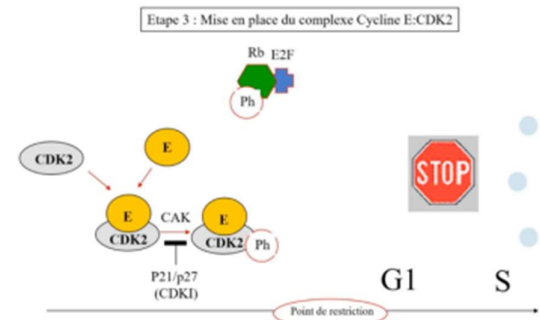 Etape 3 : Mise en place du complexe Cycline E:CDK2
Rb E2F
Ph
CDK2
E
STOP
E
CDK2
CAK
E
CDK2
Ph
P21/p27
(CDKI)
G1
S
Point de restriction